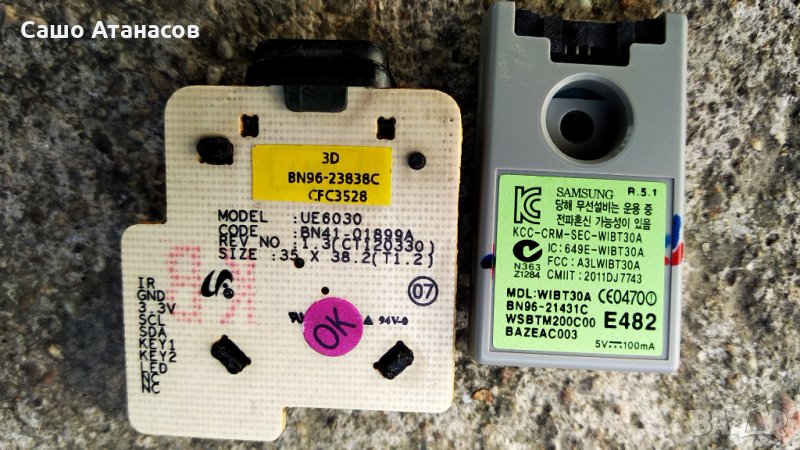 Сашо Атанасов
3D
BN96-23838C
CFC3528
MODEL :UE6030
CODE :BN41-01899A
REV NO :1.3(CT120330)
SIZE :35 X 38.2(T1.2)
07
IR
GND
3.3V
SCL
SDA
KEY1
KEY2
LED
NC
NC
OK
94V-0
SAMSUNG R.5.1
당해 무선설비는 운용 중
전파혼신 가능성이 있음
KCC-CRM-SEC-WIBT30A
IC: 649E-WIBT30A
FCC: A3LWIBT30A
CMIIT: 2011DJ7743
N363
Z1284
MDL: WIBT30A CE0470
BN96-21431C
WSBTM200C00 E482
BAZEAC003
5V 100mA
BAZAR